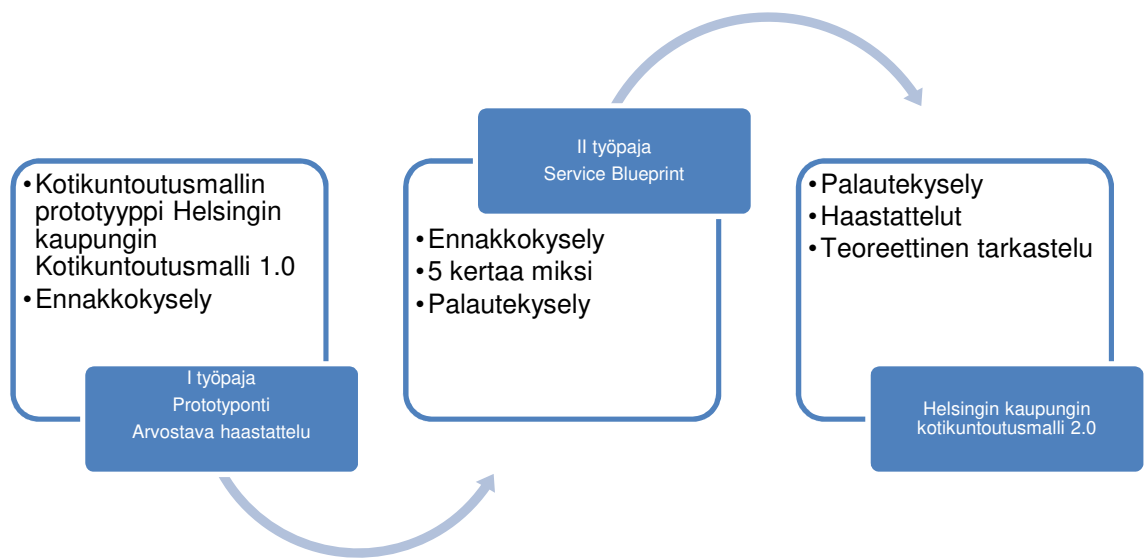 •Kotikuntoutusmallin
prototyyppi Helsingin
kaupungin
Kotikuntoutusmalli 1.0
•Ennakkokysely
I työpaja
Prototyponti
Arvostava haastattelu
II työpaja
Service Blueprint
•Ennakkokysely
•5 kertaa miksi
•Palautekysely
•Palautekysely
•Haastattelut
•Teoreettinen tarkastelu
Helsingin kaupungin
kotikuntoutusmalli 2.0